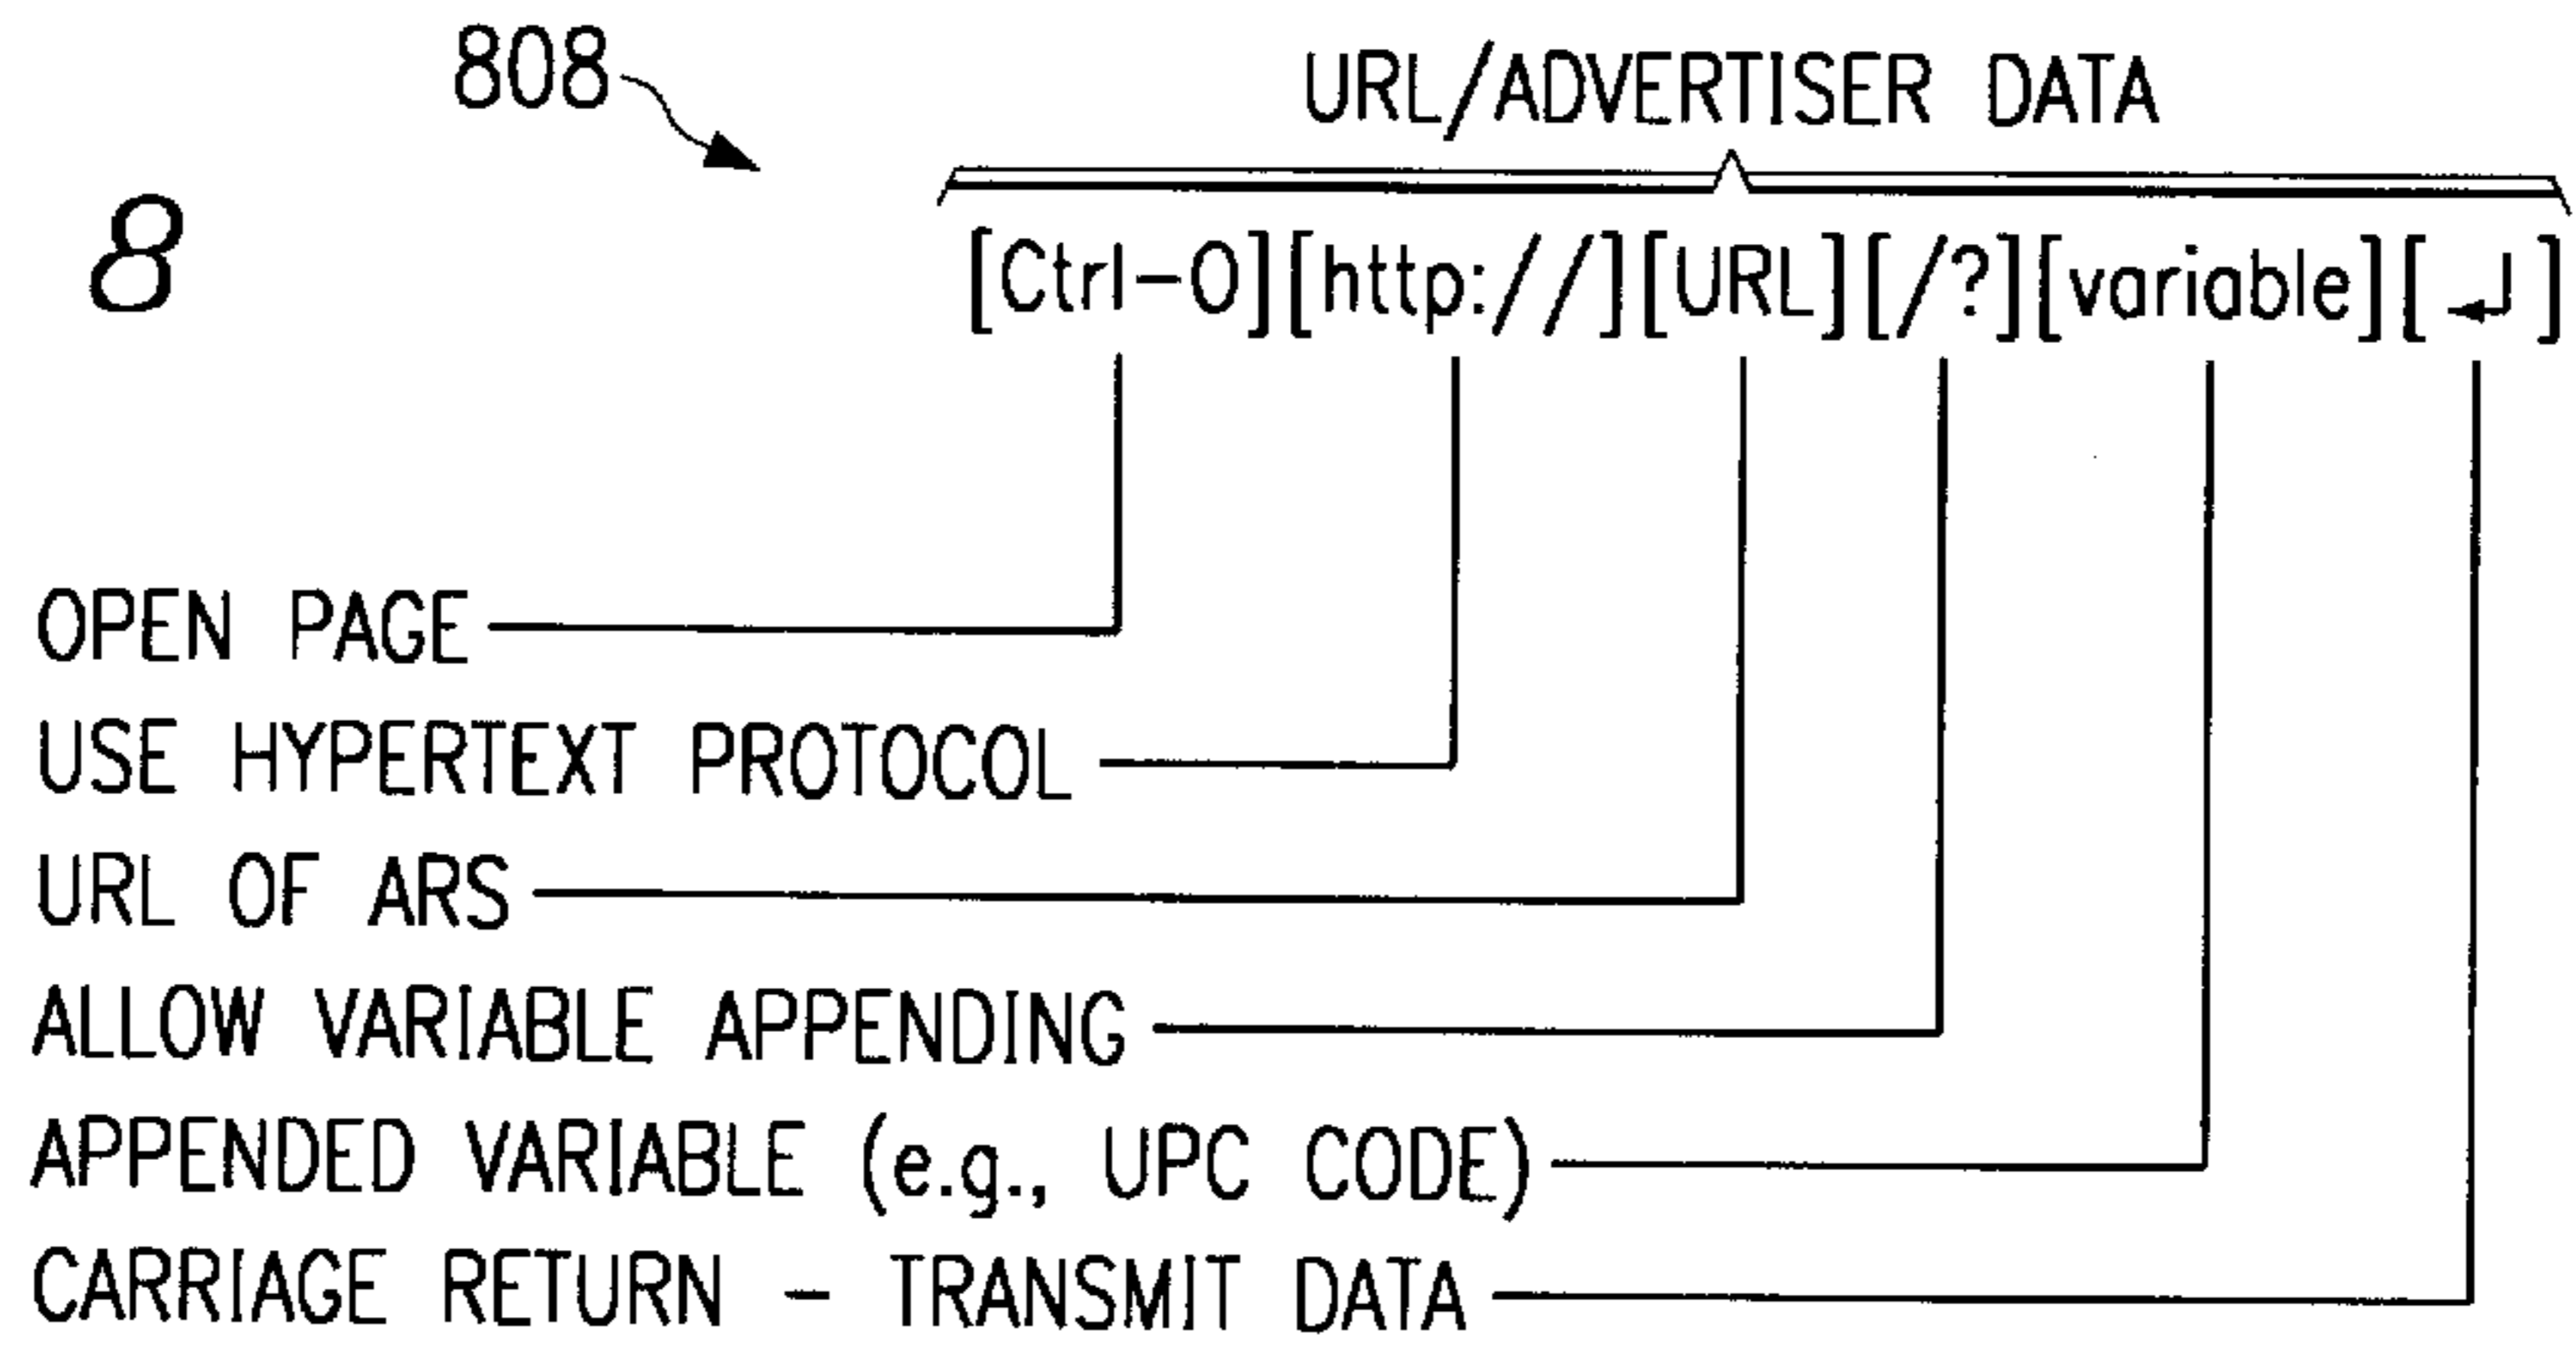 808
URL/ADVERTISER DATA
8
[Ctrl-O][http://][URL][/?][variable][↲]
OPEN PAGE
USE HYPERTEXT PROTOCOL
URL OF ARS
ALLOW VARIABLE APPENDING
APPENDED VARIABLE (e.g., UPC CODE)
CARRIAGE RETURN - TRANSMIT DATA